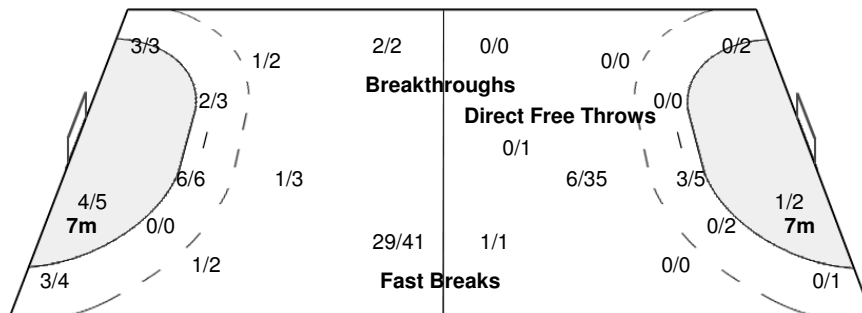 3/3 1/2 2/2 0/0 0/0 0/2
Breakthroughs
2/3 0/0
Direct Free Throws
0/1
6/6 1/3 6/35 3/5
4/5 1/2
7m 0/0 0/2 7m
29/41 1/1
3/4 1/2 0/0 0/1
Fast Breaks